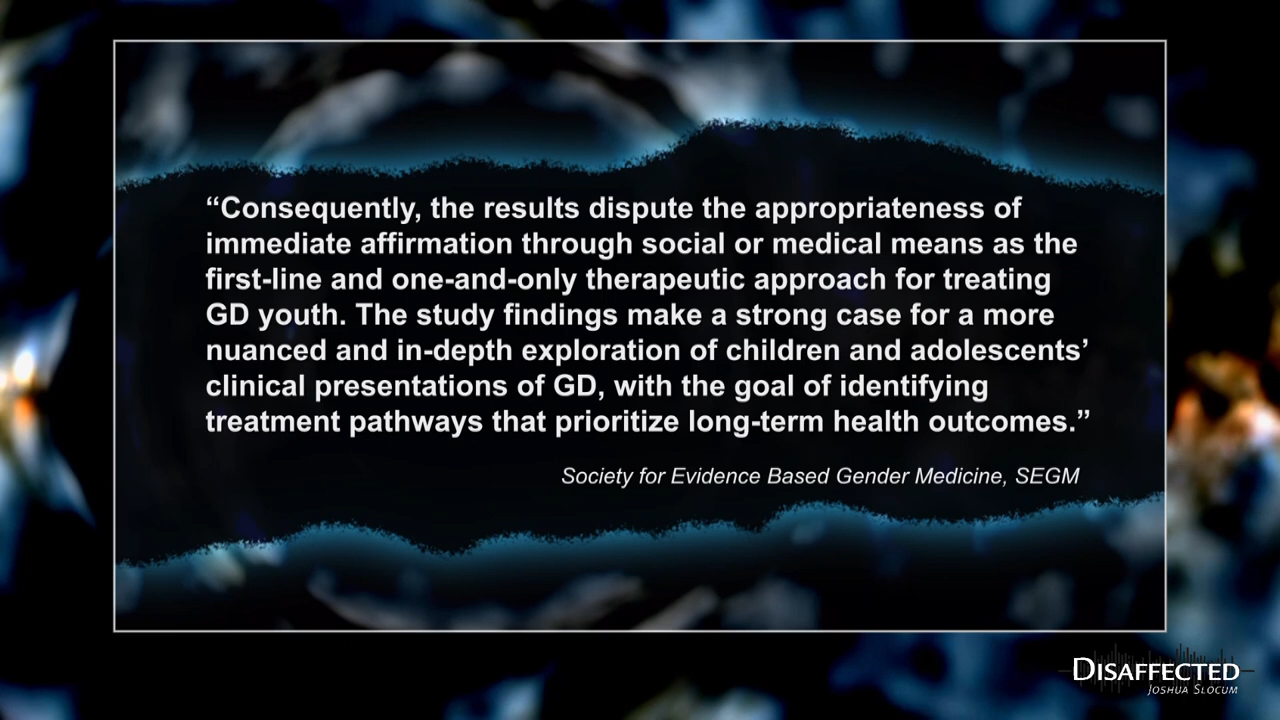 “Consequently, the results dispute the appropriateness of
immediate affirmation through social or medical means as the
first-line and one-and-only therapeutic approach for treating
GD youth. The study findings make a strong case for a more
nuanced and in-depth exploration of children and adolescents’
clinical presentations of GD, with the goal of identifying
treatment pathways that prioritize long-term health outcomes.”
Society for Evidence Based Gender Medicine, SEGM
DISAFFECTED
JOSHUA SLOCUM